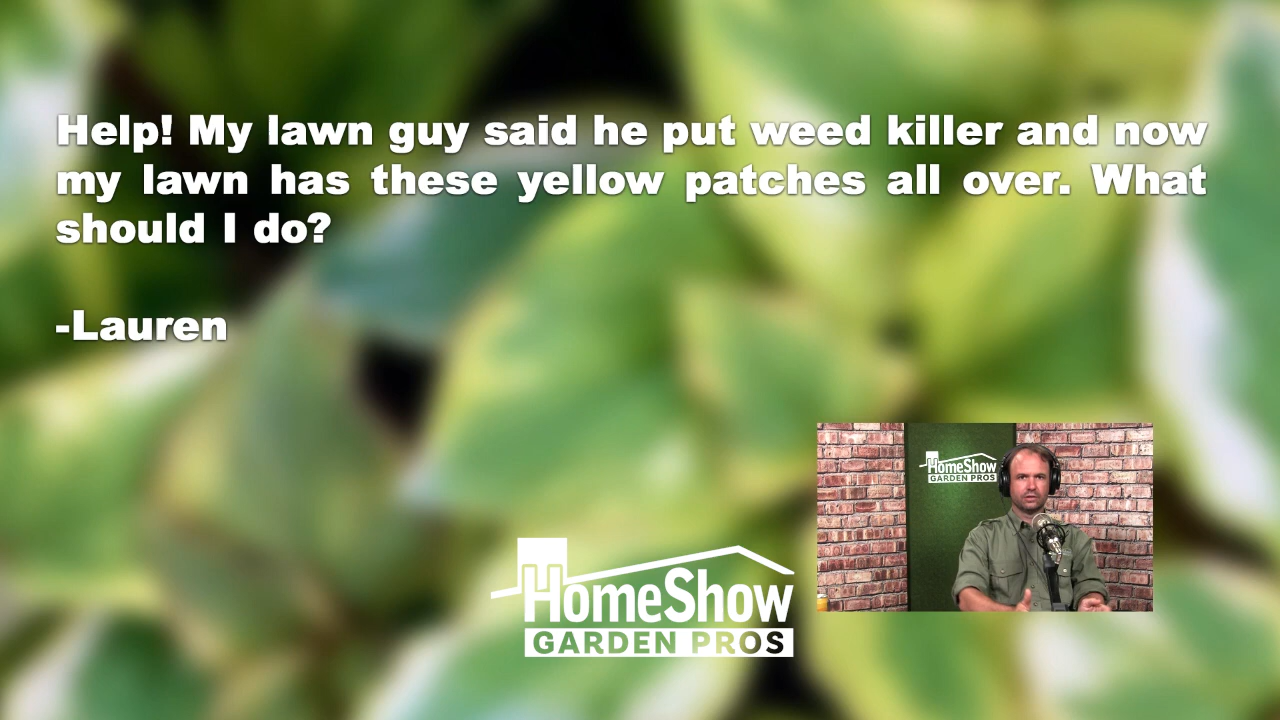 Help! My lawn guy said he put weed killer and now
my lawn has these yellow patches all over. What
should I do?
-Lauren
HomeShow
GARDEN PROS
HomeShow
GARDEN PROS